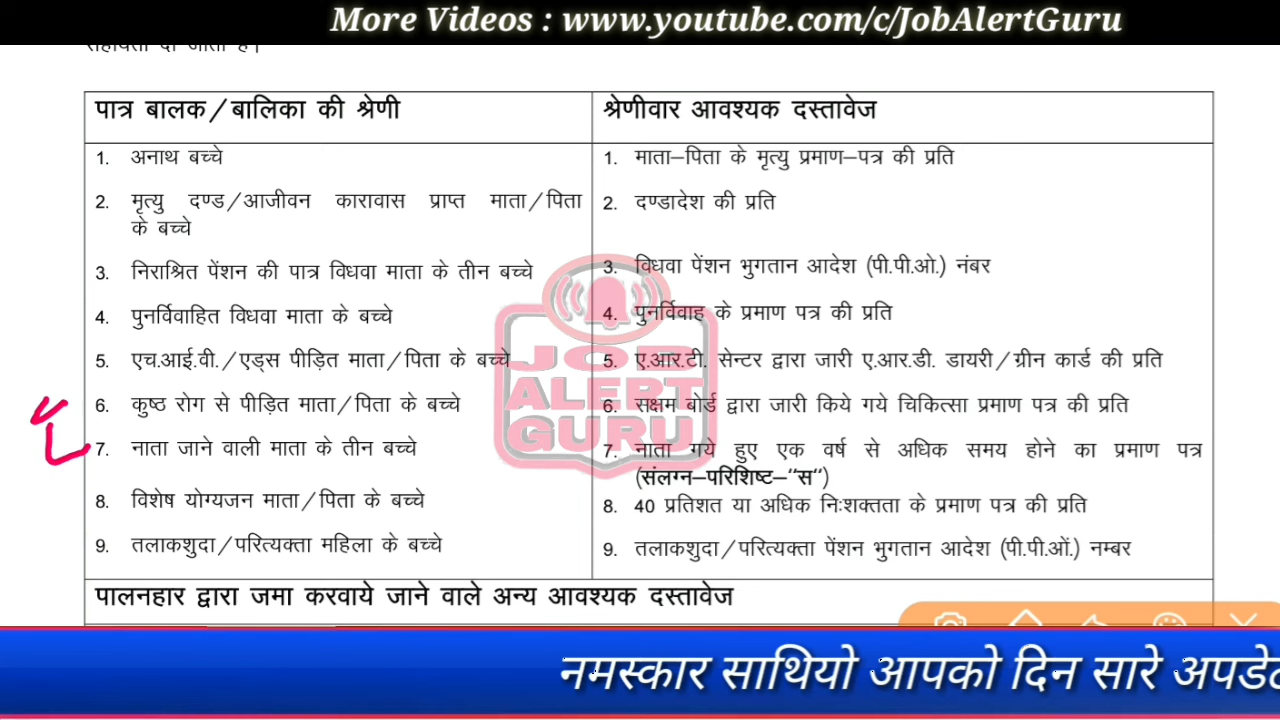 More Videos : www.youtube.com/c/JobAlertGuru
पात्र बालक/बालिका की श्रेणी
श्रेणीवार आवश्यक दस्तावेज
1. अनाथ बच्चे
1. माता–पिता के मृत्यु प्रमाण–पत्र की प्रति
2. मृत्यु दण्ड/आजीवन कारावास प्राप्त माता/पिता
के बच्चे
2. दण्डादेश की प्रति
3. निराश्रित पेंशन की पात्र विधवा माता के तीन बच्चे
3. विधवा पेंशन भुगतान आदेश (पी.पी.ओ.) नंबर
4. पुनर्विवाहित विधवा माता के बच्चे
4. पुनर्विवाह के प्रमाण पत्र की प्रति
5. एच.आई.वी./एड्स पीड़ित माता/पिता के बच्चे
5. ए.आर.टी. सेन्टर द्वारा जारी ए.आर.डी. डायरी/ग्रीन कार्ड की प्रति
6. कुष्ठ रोग से पीड़ित माता/पिता के बच्चे
6. सक्षम बोर्ड द्वारा जारी किये गये चिकित्सा प्रमाण पत्र की प्रति
7. नाता जाने वाली माता के तीन बच्चे
7. नाता गये हुए एक वर्ष से अधिक समय होने का प्रमाण पत्र
(संलग्न–परिशिष्ट–“स“)
8. विशेष योग्यजन माता/पिता के बच्चे
8. 40 प्रतिशत या अधिक निःशक्तता के प्रमाण पत्र की प्रति
9. तलाकशुदा/परित्यक्ता महिला के बच्चे
9. तलाकशुदा/परित्यक्ता पेंशन भुगतान आदेश (पी.पी.ओं.) नम्बर
JOB
ALERT
GURU
पालनहार द्वारा जमा करवाये जाने वाले अन्य आवश्यक दस्तावेज
नमस्कार साथियो आपको दिन सारे अपडेट